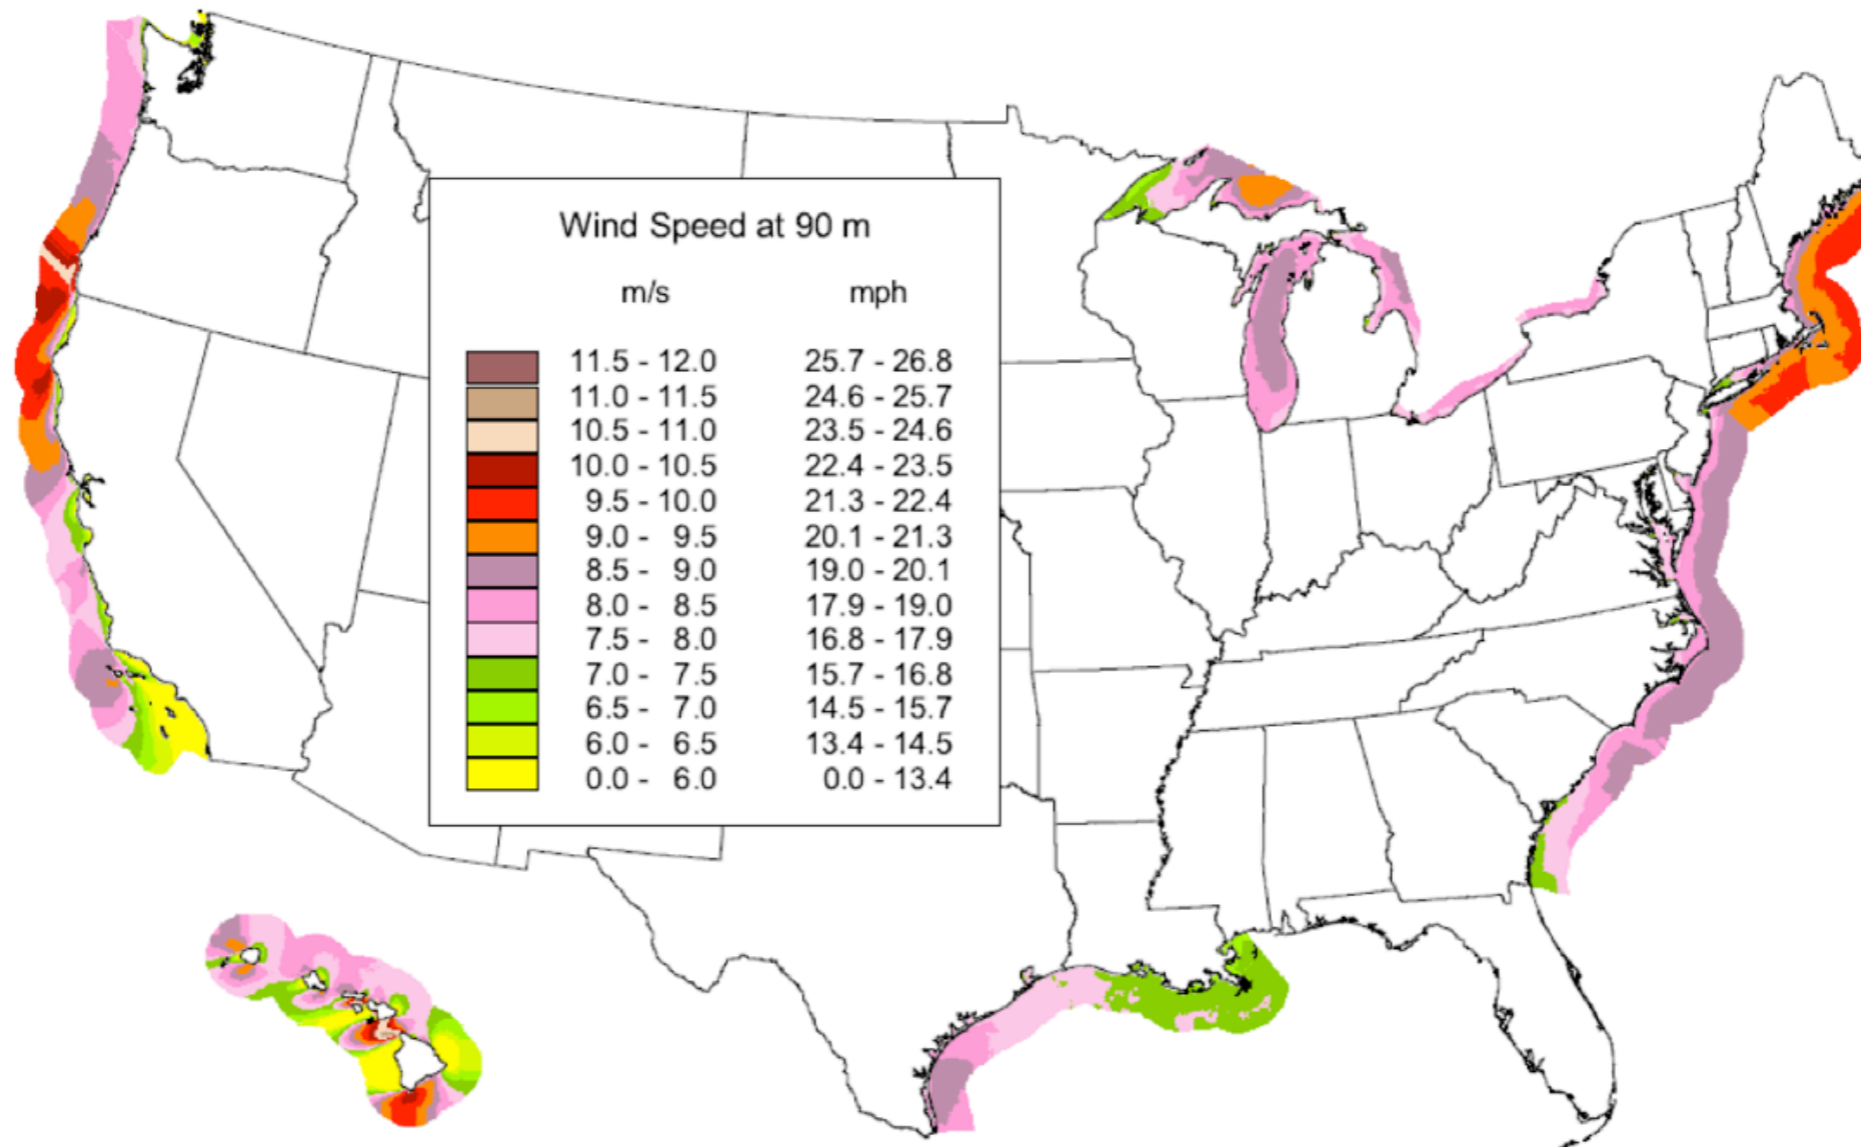 Wind Speed at 90 m
m/s mph
11.5 - 12.0 25.7 - 26.8
11.0 - 11.5 24.6 - 25.7
10.5 - 11.0 23.5 - 24.6
10.0 - 10.5 22.4 - 23.5
9.5 - 10.0 21.3 - 22.4
9.0 - 9.5 20.1 - 21.3
8.5 - 9.0 19.0 - 20.1
8.0 - 8.5 17.9 - 19.0
7.5 - 8.0 16.8 - 17.9
7.0 - 7.5 15.7 - 16.8
6.5 - 7.0 14.5 - 15.7
6.0 - 6.5 13.4 - 14.5
0.0 - 6.0 0.0 - 13.4